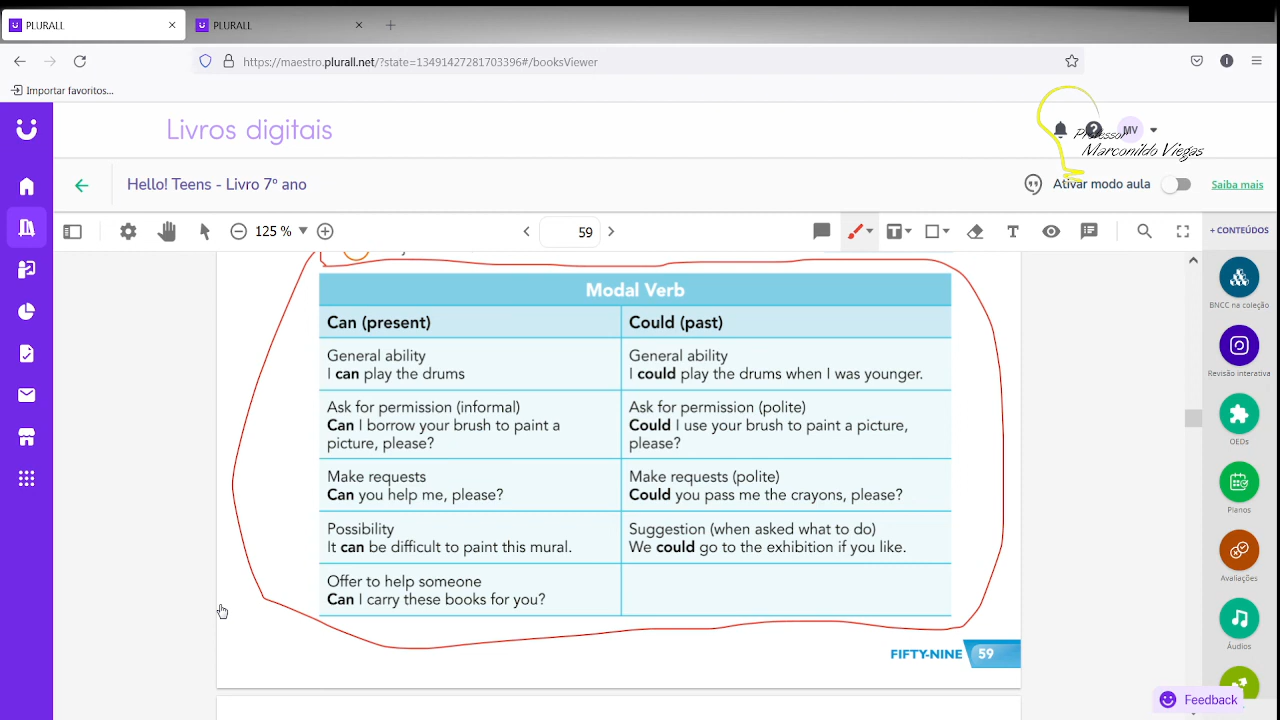 PLURALL
PLURALL
https://maestro.plurall.net/?state=13491427281703396#/booksViewer
Importar favoritos...
Livros digitais
MV
Professor
Marconildo Viegas
Hello! Teens - Livro 7º ano
Ativar modo aula
Saiba mais
125 %
59
+ CONTEÚDOS
Modal Verb
Can (present)
Could (past)
General ability
I can play the drums
General ability
I could play the drums when I was younger.
Ask for permission (informal)
Can I borrow your brush to paint a
picture, please?
Ask for permission (polite)
Could I use your brush to paint a picture,
please?
Make requests
Can you help me, please?
Make requests (polite)
Could you pass me the crayons, please?
Possibility
It can be difficult to paint this mural.
Suggestion (when asked what to do)
We could go to the exhibition if you like.
Offer to help someone
Can I carry these books for you?
FIFTY-NINE 59
BNCC na coleção
Revisão interativa
OEDs
Planos
Avaliações
Áudios
Feedback